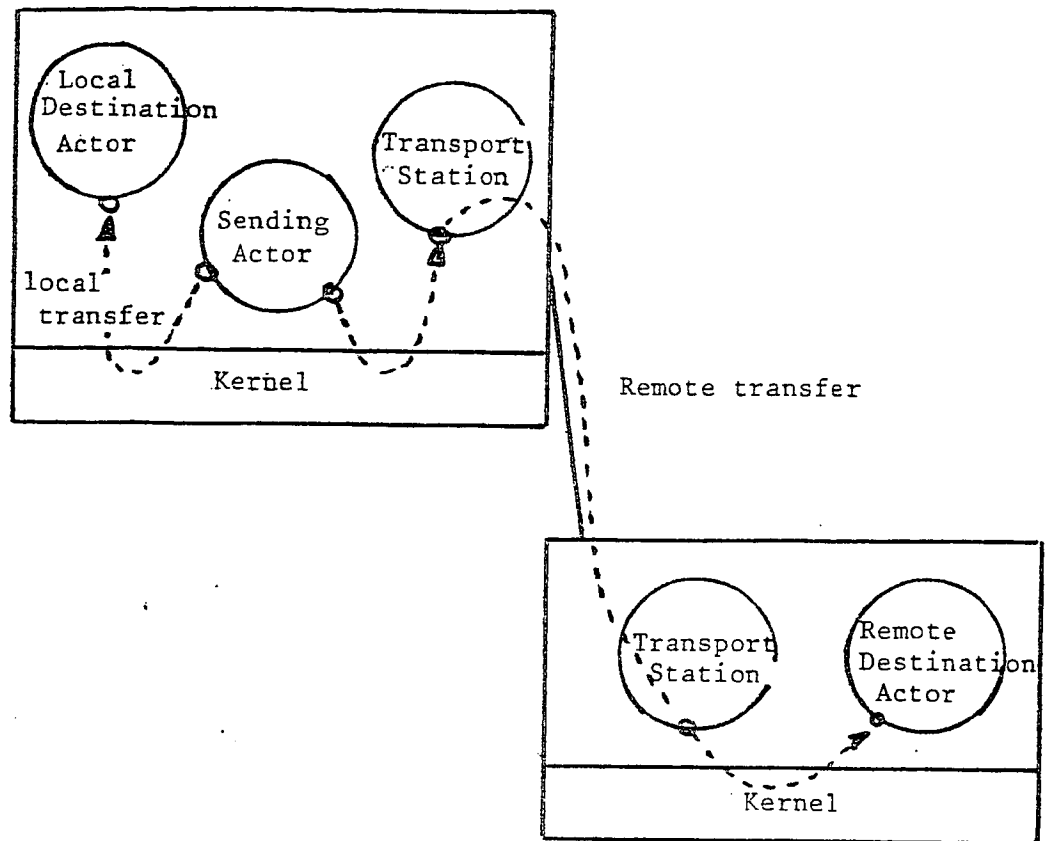 Local
Destination
Actor
Transport
Station
Sending
Actor
local
transfer
Kernel
Remote transfer
Transport
Station
Remote
Destination
Actor
Kernel